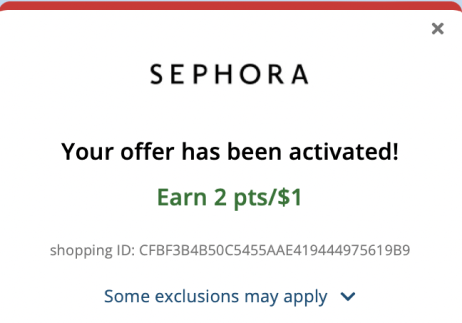 SEPHORA
Your offer has been activated!
Earn 2 pts/$1
shopping ID: CFBF3B4B50C5455AAE419444975619B9
Some exclusions may apply